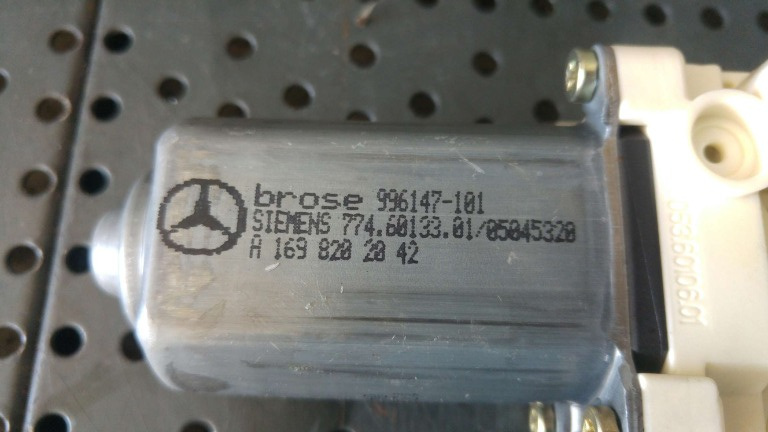 brose 996147-101
SIEMENS 774.60133.01/05045320
A 169 820 20 42